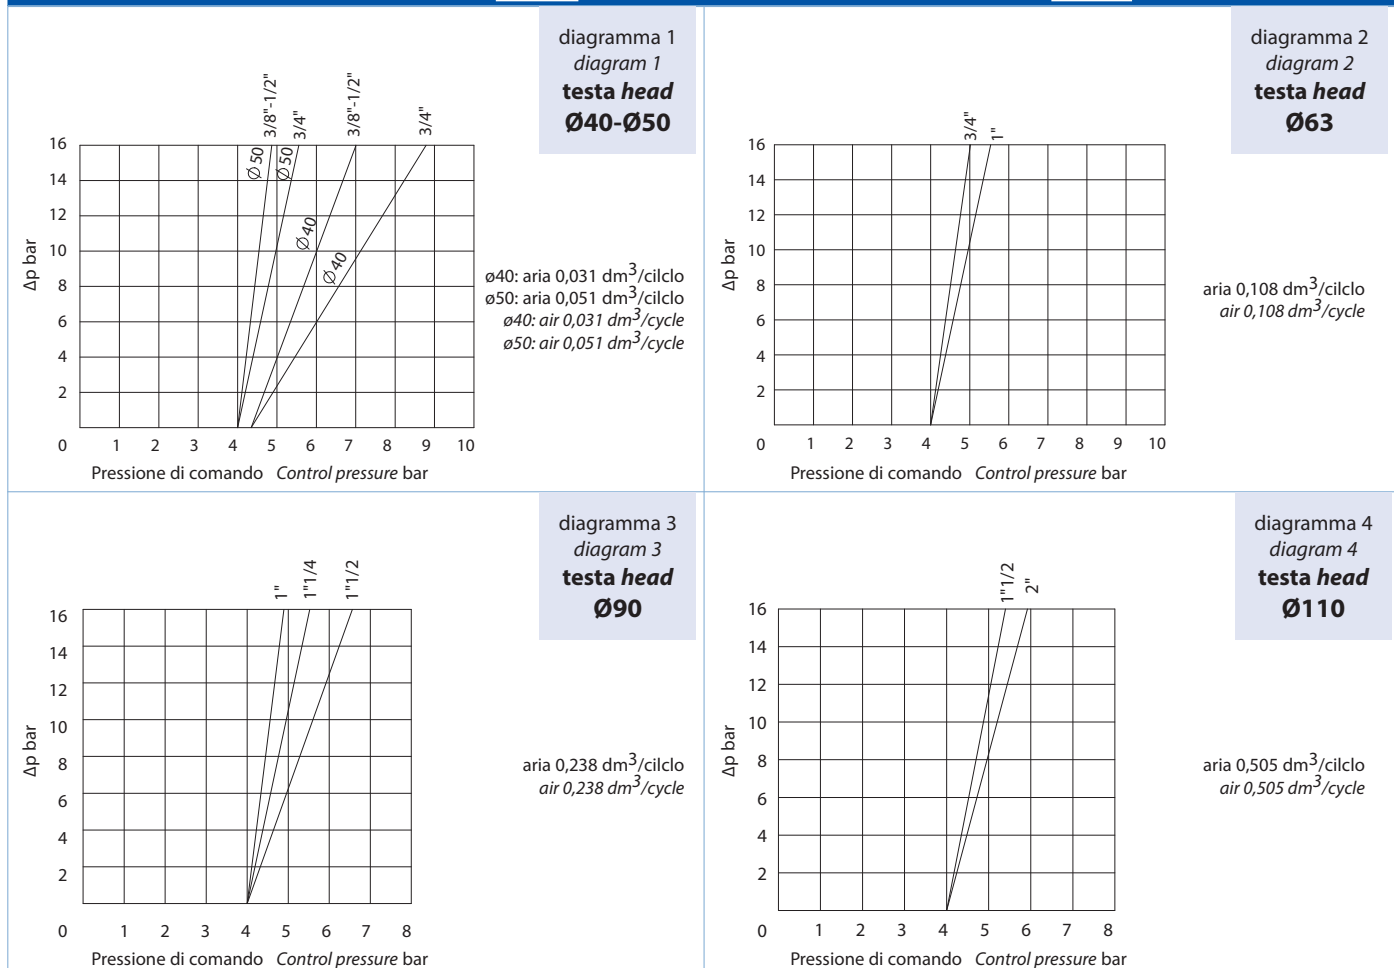 diagramma 1
diagram 1
testa head
Ø40-Ø50
3/8"-1/2"
3/4"
3/8"-1/2"
3/4"
Ø 50
Ø 50
Ø 40
Ø 40
16
14
12
10
8
6
4
2
Δp bar
0 1 2 3 4 5 6 7 8 9 10
Pressione di comando Control pressure bar
ø40: aria 0,031 dm³/cilclo
ø50: aria 0,051 dm³/cilclo
ø40: air 0,031 dm³/cycle
ø50: air 0,051 dm³/cycle
diagramma 2
diagram 2
testa head
Ø63
3/4"
1"
16
14
12
10
8
6
4
2
Δp bar
0 1 2 3 4 5 6 7 8 9 10
Pressione di comando Control pressure bar
aria 0,108 dm³/cilclo
air 0,108 dm³/cycle
diagramma 3
diagram 3
testa head
Ø90
1"
1"1/4
1"1/2
16
14
12
10
8
6
4
2
Δp bar
0 1 2 3 4 5 6 7 8
Pressione di comando Control pressure bar
aria 0,238 dm³/cilclo
air 0,238 dm³/cycle
diagramma 4
diagram 4
testa head
Ø110
1"1/2
2"
16
14
12
10
8
6
4
2
Δp bar
0 1 2 3 4 5 6 7 8
Pressione di comando Control pressure bar
aria 0,505 dm³/cilclo
air 0,505 dm³/cycle